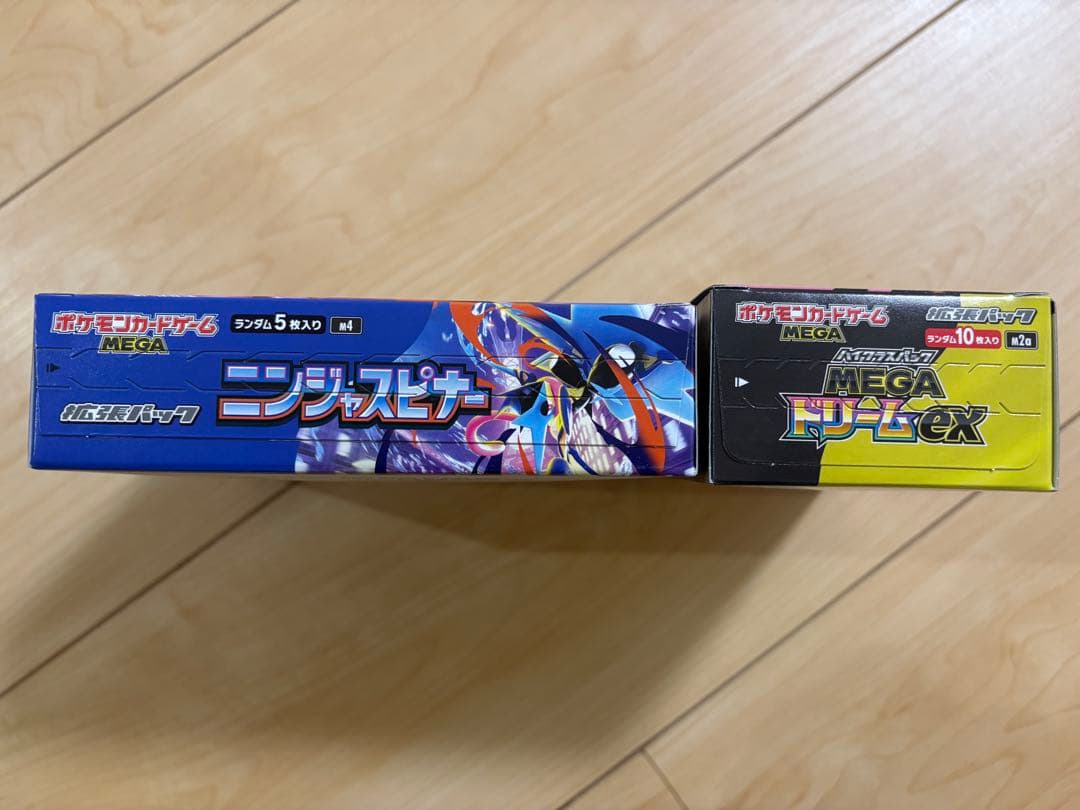 ポケモンカードゲーム
MEGA
ランダム5枚入り
M4
拡張パック
ニンジャスピナー
ポケモンカードゲーム
MEGA
拡張パック
ランダム10枚入り
M2a
ハイクラスパック
MEGA
ドリームex